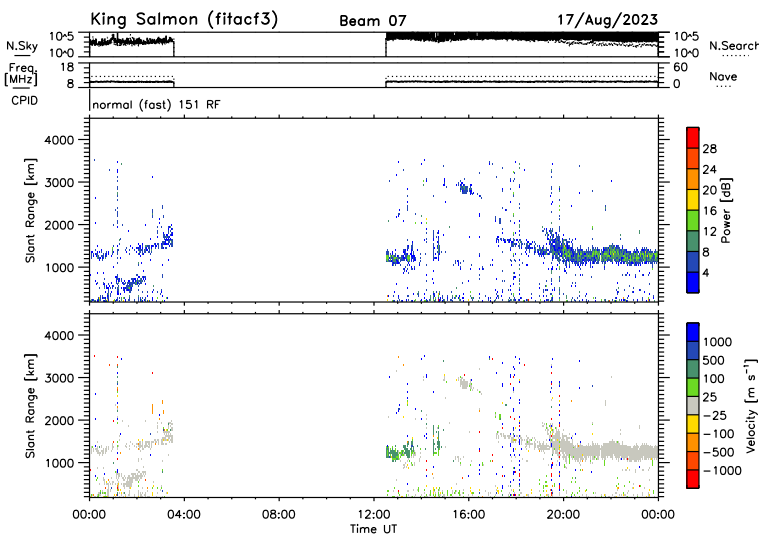 King Salmon (fitacf3)
Beam 07
17/Aug/2023
N.Sky
10^5
10^0
10^5
10^0
N.Search
Freq.
[MHz]
18
8
60
0
Nave
CPID
normal (fast) 151 RF
Slant Range [km]
4000
3000
2000
1000
28
24
20
16
12
8
4
Power [dB]
Slant Range [km]
4000
3000
2000
1000
1000
500
100
25
-25
-100
-500
-1000
Velocity [m s⁻¹]
00:00
04:00
08:00
12:00
16:00
20:00
00:00
Time UT